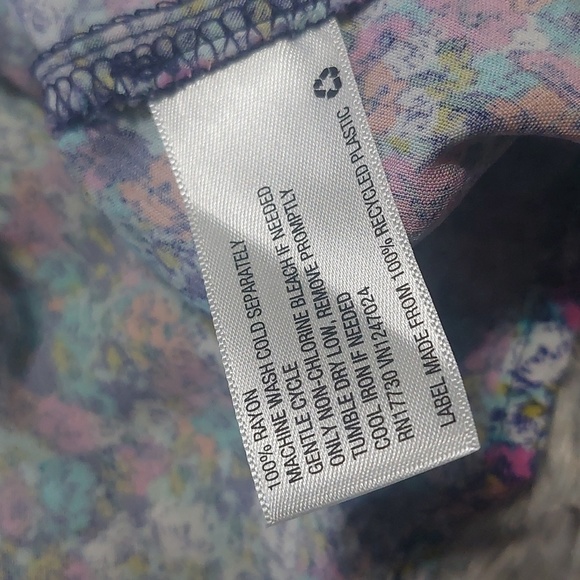 100% RAYON
MACHINE WASH COLD SEPARATELY
GENTLE CYCLE
ONLY NON-CHLORINE BLEACH IF NEEDED
TUMBLE DRY LOW, REMOVE PROMPTLY
COOL IRON IF NEEDED
RN17730 VN1241024
LABEL MADE FROM 100% RECYCLED PLASTIC